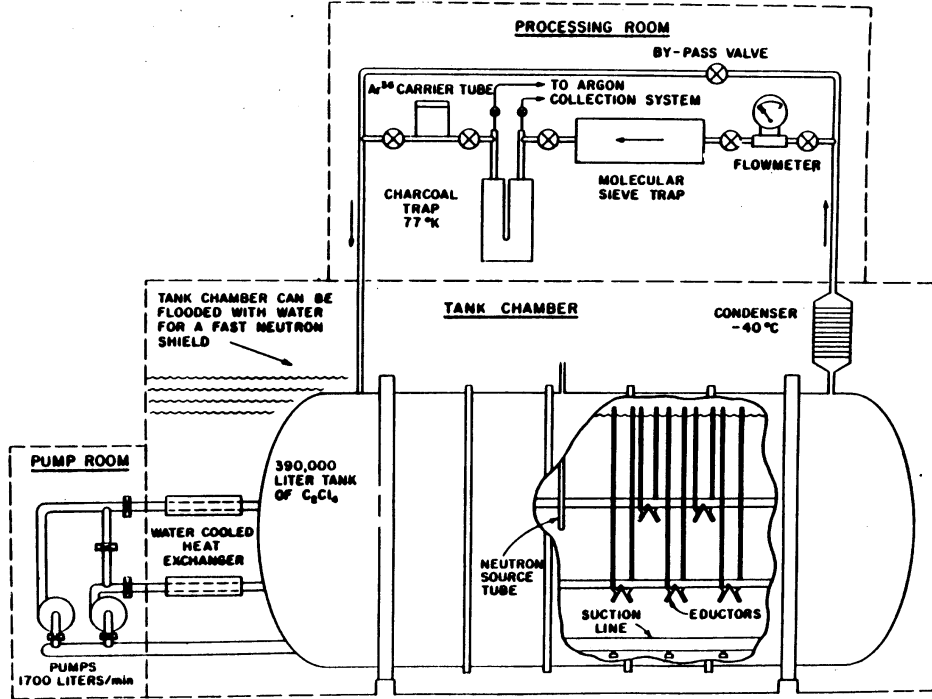 PROCESSING ROOM
BY-PASS VALVE
Ar³⁶ CARRIER TUBE
TO ARGON
COLLECTION SYSTEM
FLOWMETER
MOLECULAR
SIEVE TRAP
CHARCOAL
TRAP
77°K
TANK CHAMBER CAN BE
FLOODED WITH WATER
FOR A FAST NEUTRON
SHIELD
TANK CHAMBER
CONDENSER
-40°C
PUMP ROOM
390,000
LITER TANK
OF C₂Cl₄
WATER COOLED
HEAT
EXCHANGER
NEUTRON
SOURCE
TUBE
SUCTION
LINE
EDUCTORS
PUMPS
1700 LITERS/min